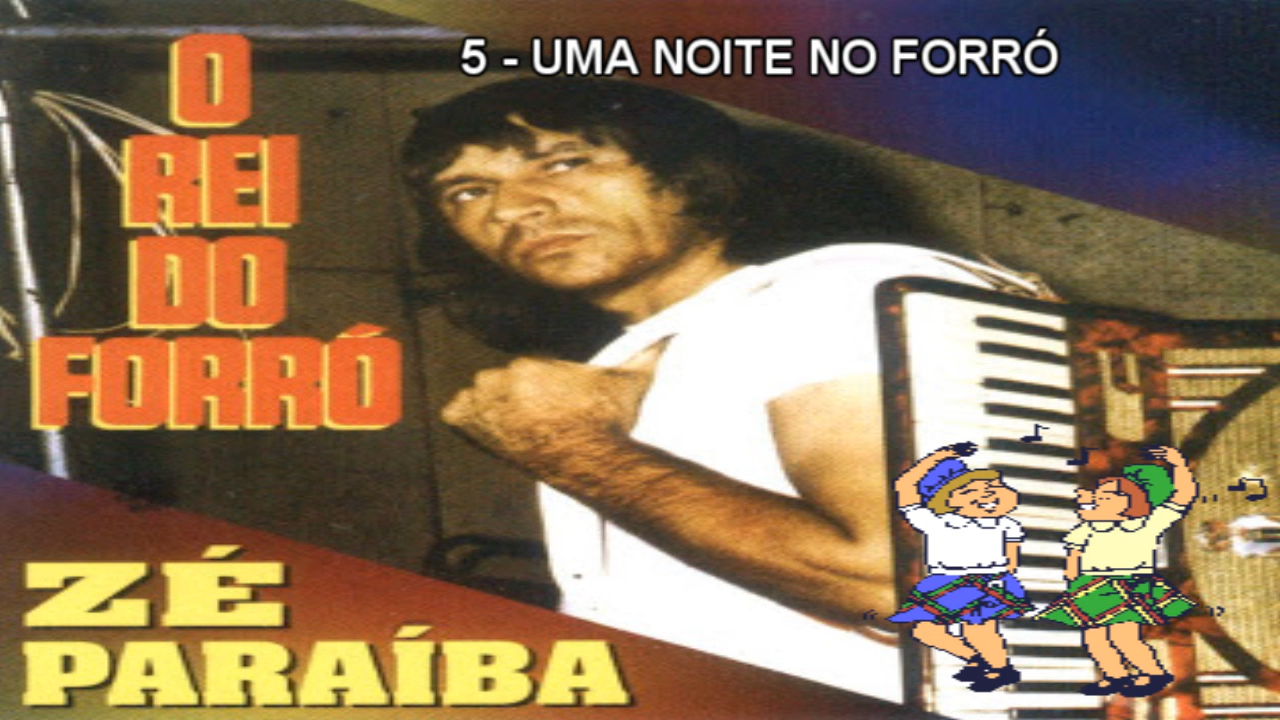 5 - UMA NOITE NO FORRÓ
O
REI
DO
FORRÓ
ZÉ
PARAÍBA